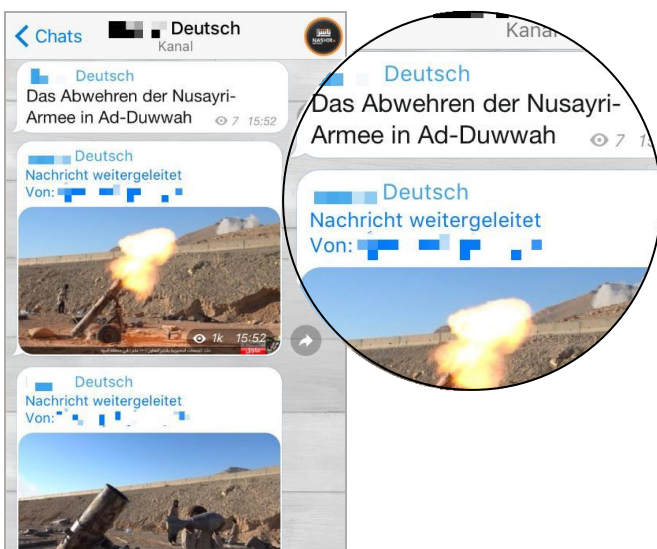 Chats
Deutsch
Kanal
ناشر
NASHIR
Deutsch
Das Abwehren der Nusayri-
Armee in Ad-Duwwah
7 15:52
Deutsch
Nachricht weitergeleitet
Von:
1k 15:52
Deutsch
Nachricht weitergeleitet
Von:
Kanal
Deutsch
Das Abwehren der Nusayri-
Armee in Ad-Duwwah
7
Deutsch
Nachricht weitergeleitet
Von: